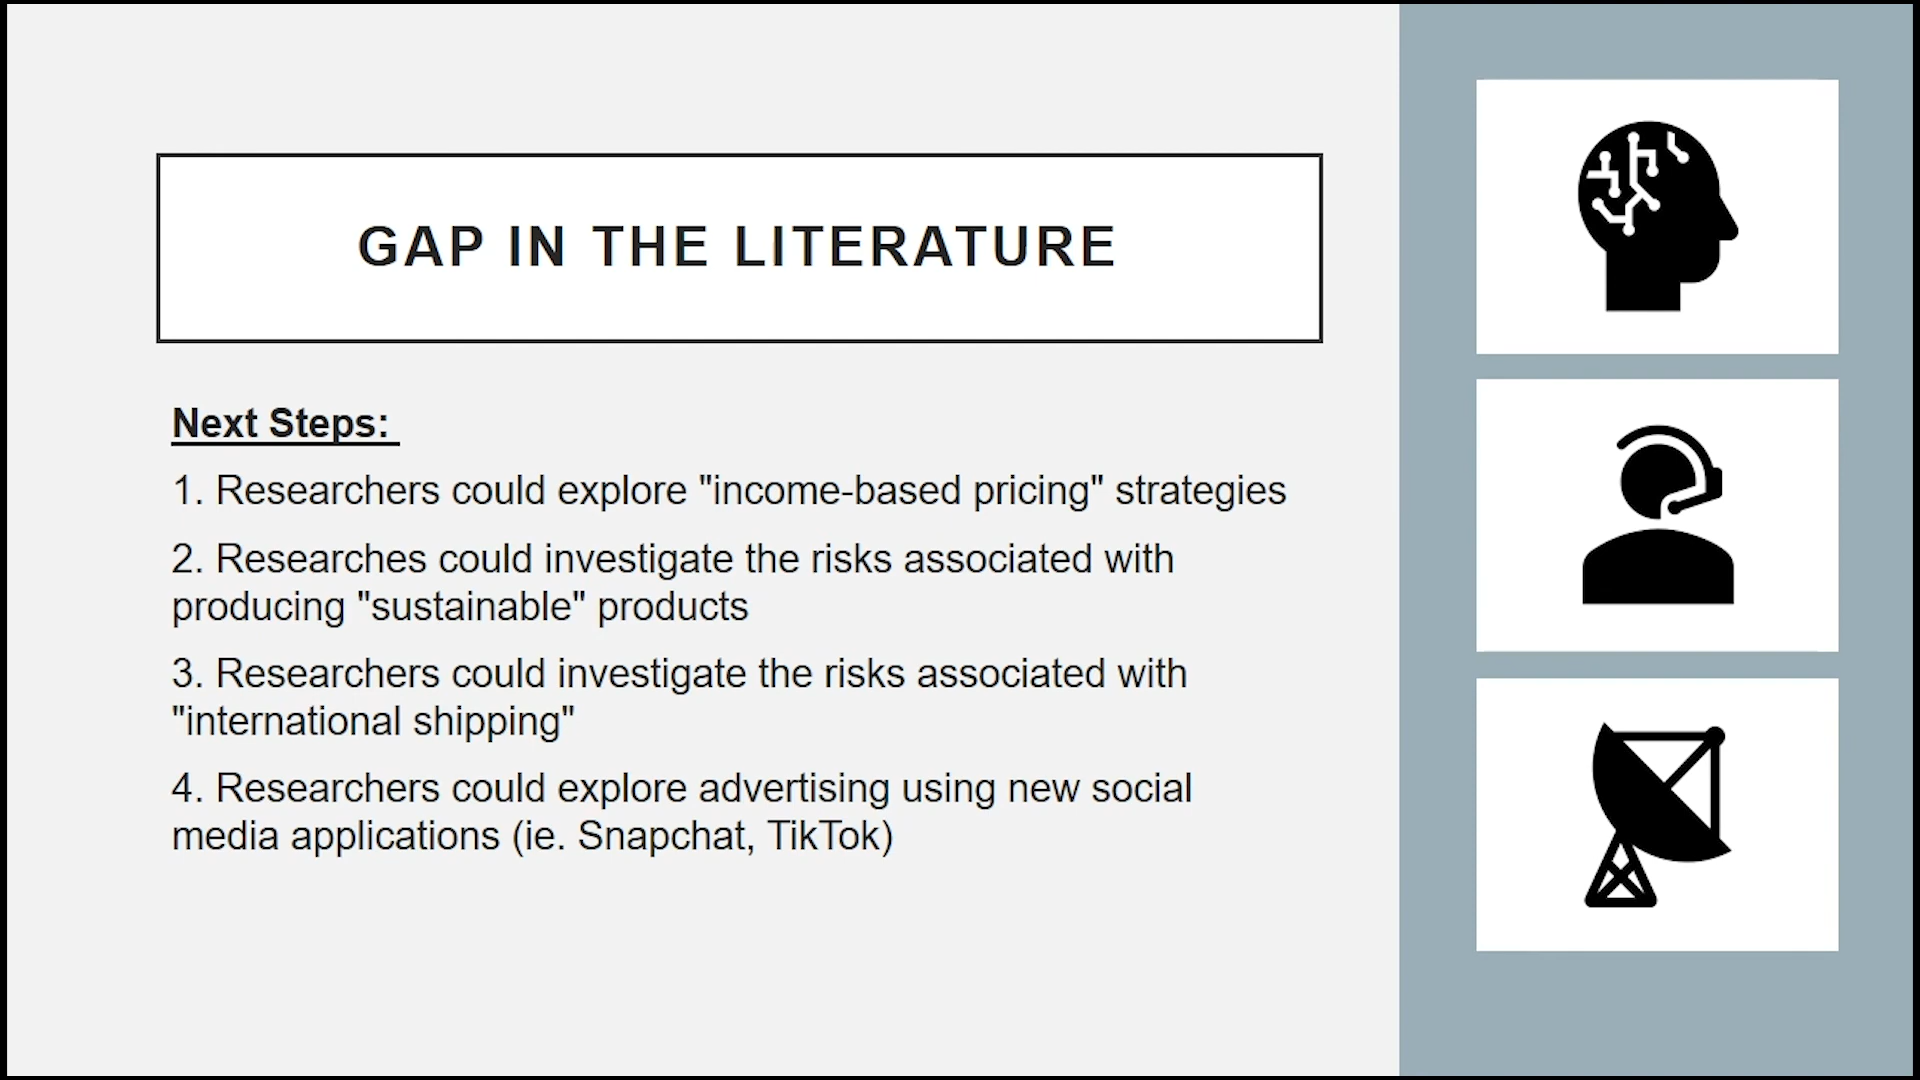 GAP IN THE LITERATURE
Next Steps:
1. Researchers could explore "income-based pricing" strategies
2. Researches could investigate the risks associated with
producing "sustainable" products
3. Researchers could investigate the risks associated with
"international shipping"
4. Researchers could explore advertising using new social
media applications (ie. Snapchat, TikTok)